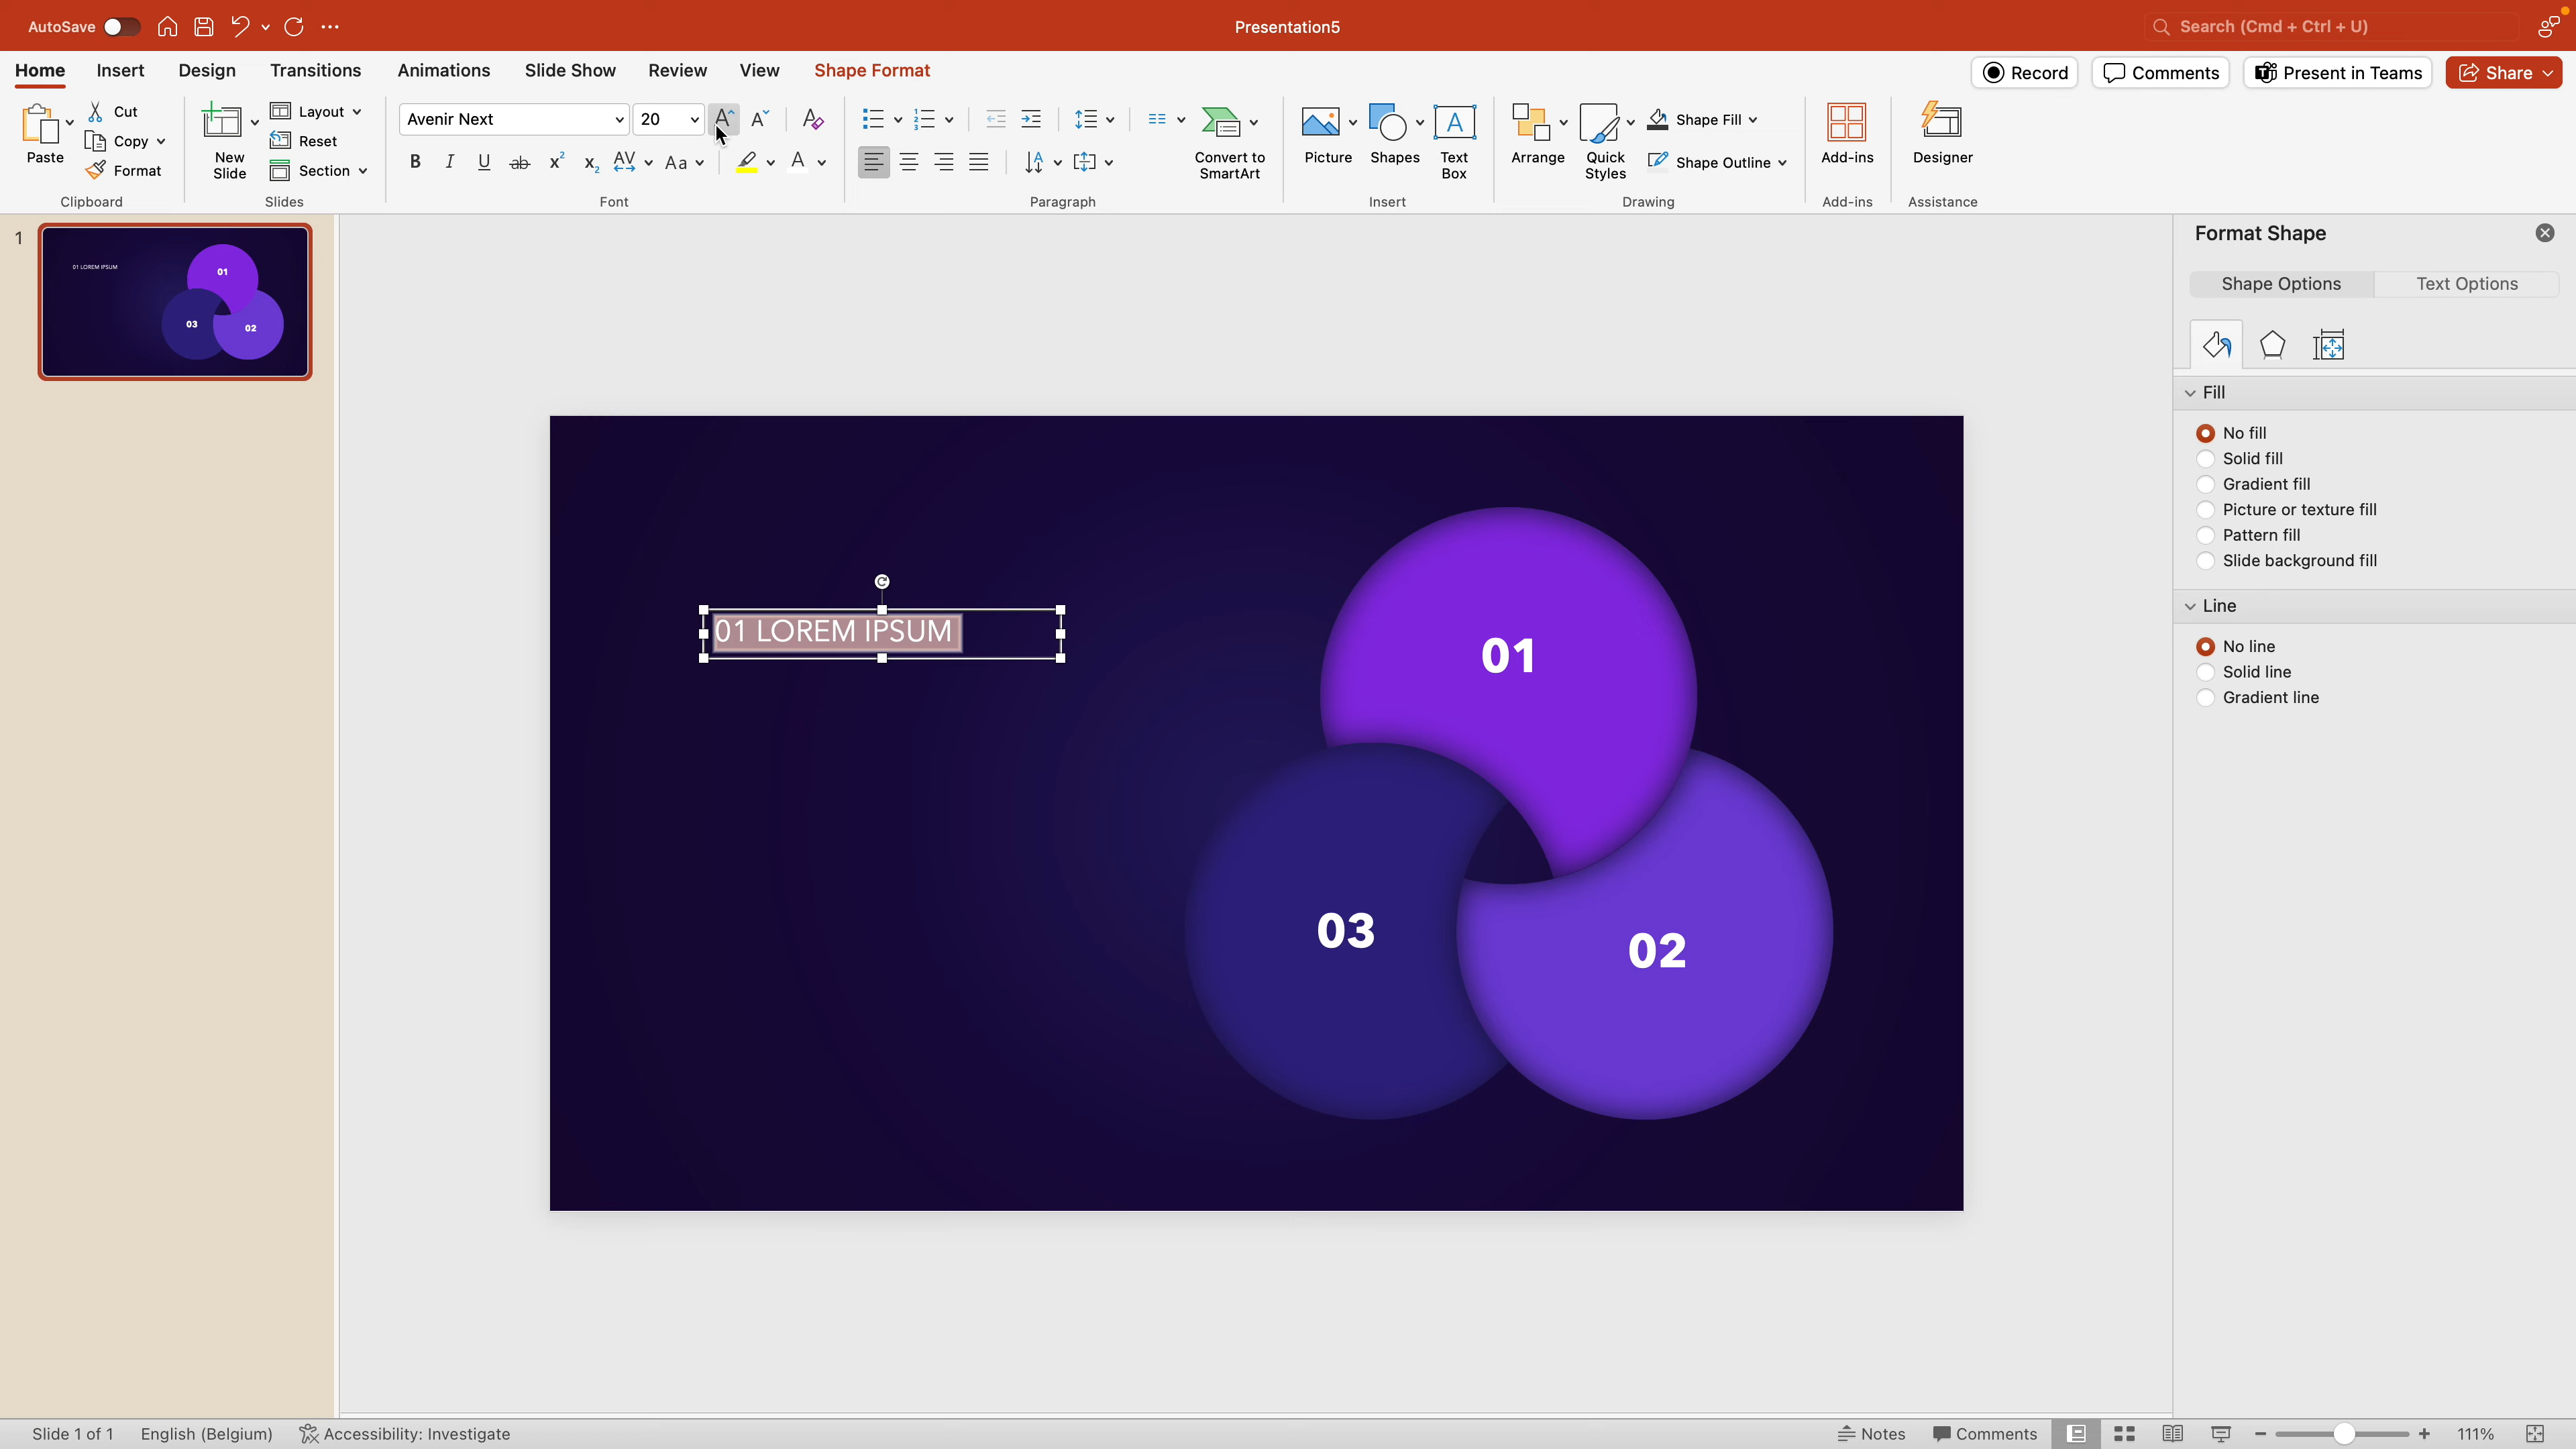 AutoSave
Presentation5
Search (Cmd + Ctrl + U)
Home Insert Design Transitions Animations Slide Show Review View Shape Format
Record Comments Present in Teams Share
Paste
Cut
Copy
Format
Clipboard
New Slide
Layout
Reset
Section
Slides
Avenir Next
20
Font
Paragraph
Convert to SmartArt
Picture
Shapes
Text Box
Insert
Arrange
Quick Styles
Shape Fill
Shape Outline
Drawing
Add-ins
Add-ins
Designer
Assistance
1
01 LOREM IPSUM
01
03
02
01 LOREM IPSUM
01
03
02
Format Shape
Shape Options
Text Options
Fill
No fill
Solid fill
Gradient fill
Picture or texture fill
Pattern fill
Slide background fill
Line
No line
Solid line
Gradient line
Slide 1 of 1
English (Belgium)
Accessibility: Investigate
Notes
Comments
111%